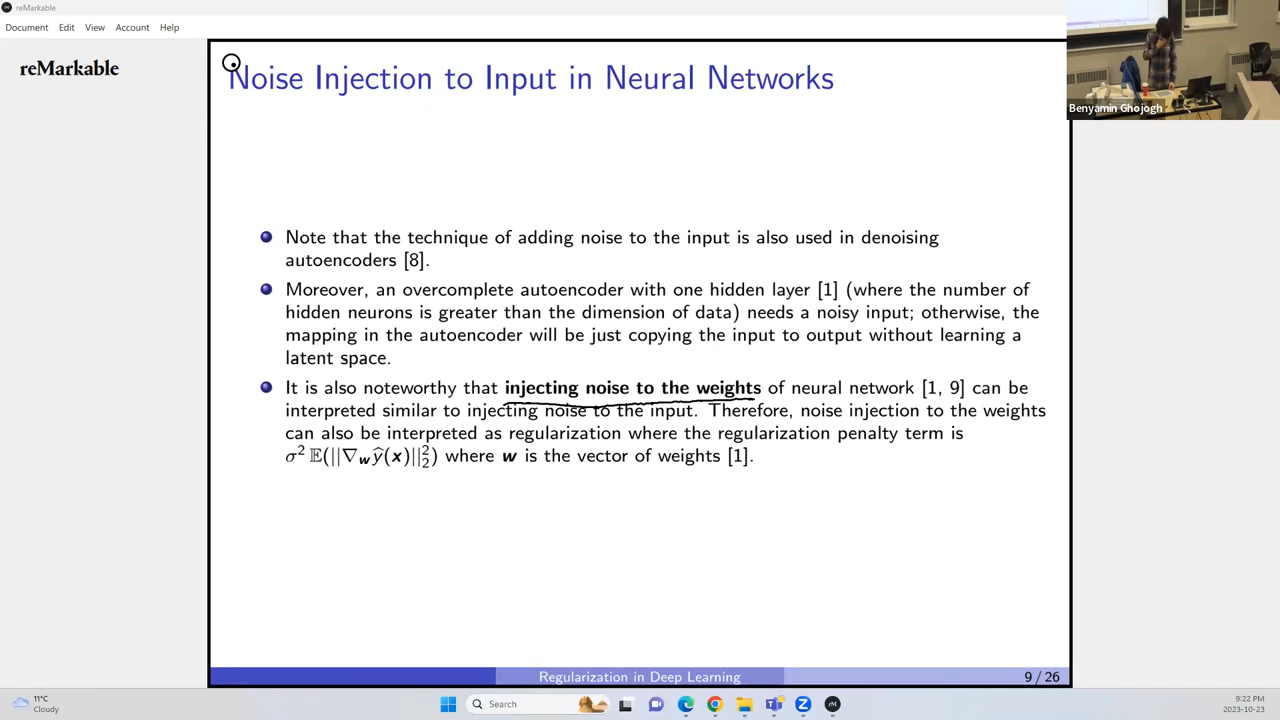 reMarkable
Document Edit View Account Help
reMarkable
Noise Injection to Input in Neural Networks
Benyamin Ghojogh
Note that the technique of adding noise to the input is also used in denoising
autoencoders [8].
Moreover, an overcomplete autoencoder with one hidden layer [1] (where the number of
hidden neurons is greater than the dimension of data) needs a noisy input; otherwise, the
mapping in the autoencoder will be just copying the input to output without learning a
latent space.
It is also noteworthy that injecting noise to the weights of neural network [1, 9] can be
interpreted similar to injecting noise to the input. Therefore, noise injection to the weights
can also be interpreted as regularization where the regularization penalty term is
σ² 𝔼(||∇_w ŷ(x)||₂²) where w is the vector of weights [1].
Regularization in Deep Learning
9 / 26
11°C
Cloudy
Search
rM
9:22 PM
2023-10-23